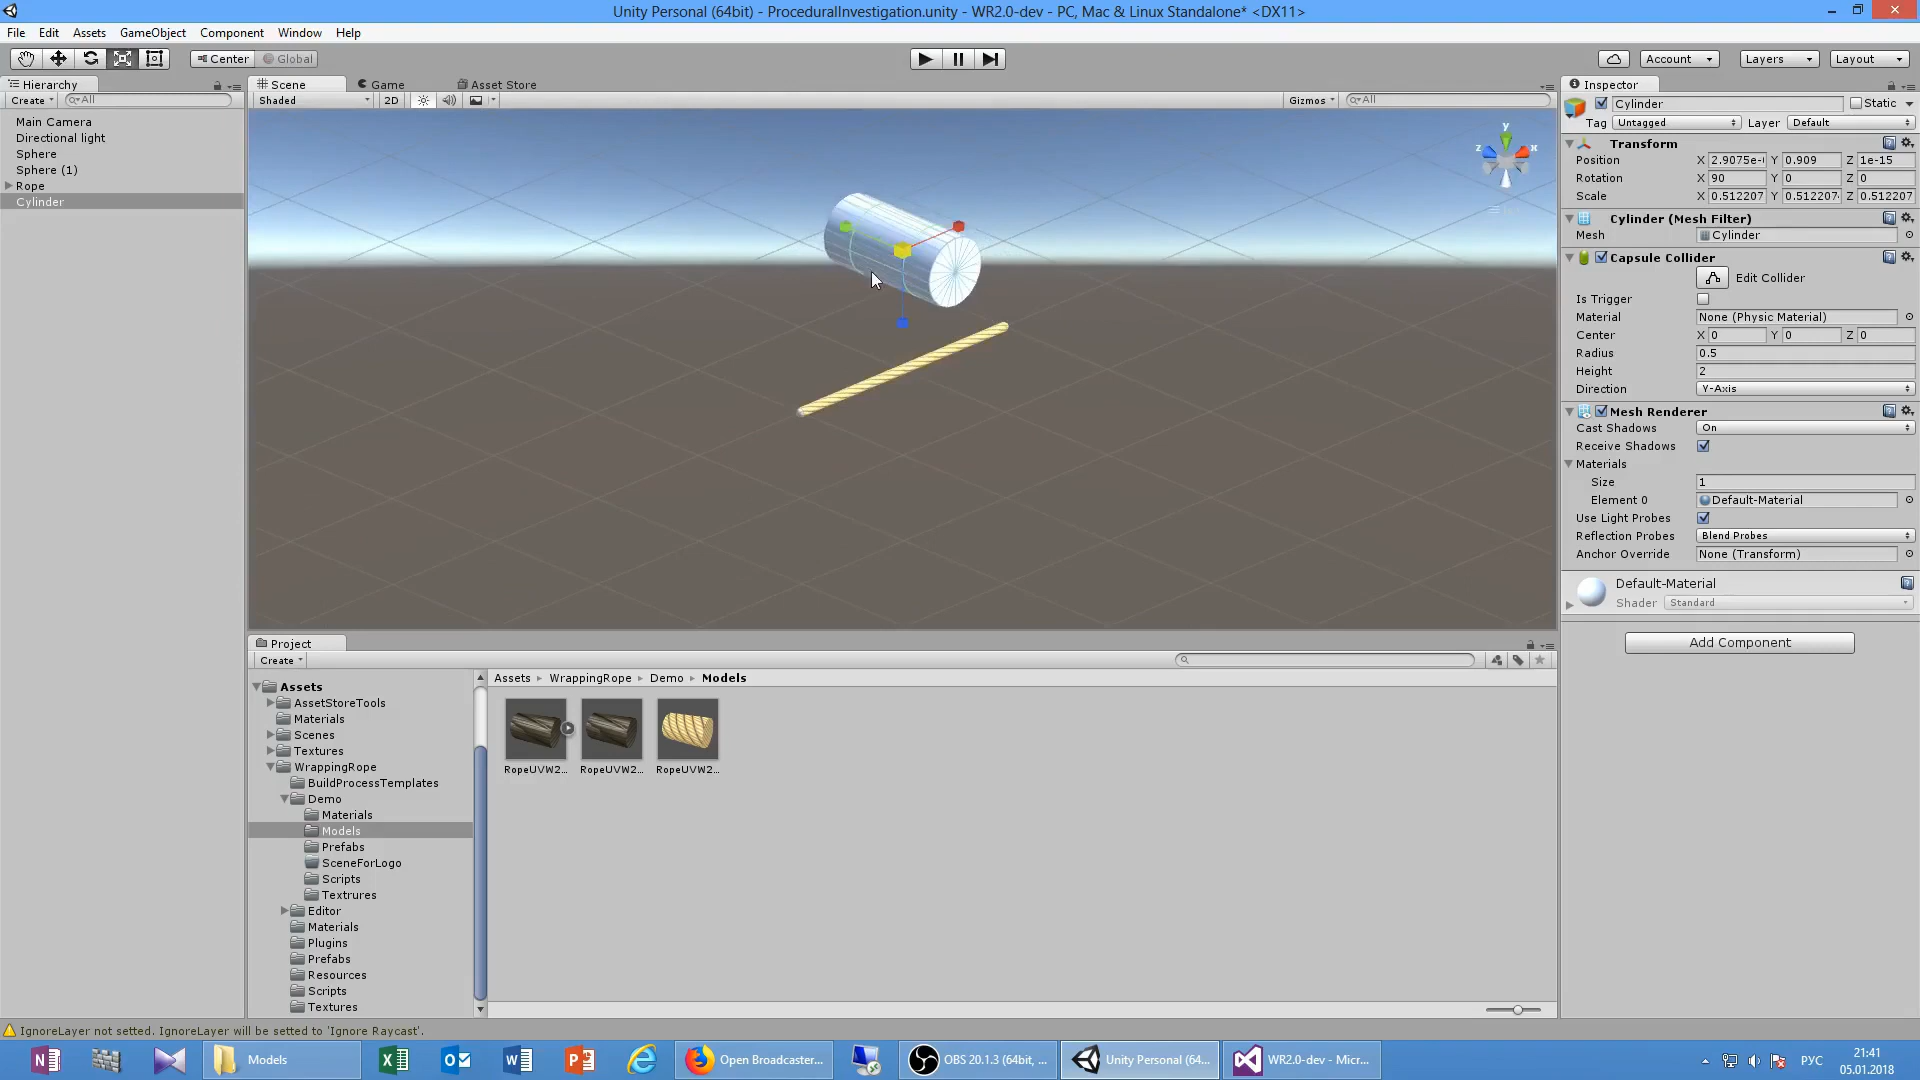 Unity Personal (64bit) - ProceduralInvestigation.unity - WR2.0-dev - PC, Mac & Linux Standalone* <DX11>
File Edit Assets GameObject Component Window Help
Center Global Account Layers Layout
Hierarchy
Create All
Main Camera
Directional light
Sphere
Sphere (1)
Rope
Cylinder
Scene Game Asset Store
Shaded 2D Gizmos All
y
z x
Project
Create
Assets
AssetStoreTools
Materials
Scenes
Textures
WrappingRope
BuildProcessTemplates
Demo
Materials
Models
Prefabs
SceneForLogo
Scripts
Textrures
Editor
Materials
Plugins
Prefabs
Resources
Scripts
Textures
Assets WrappingRope Demo Models
RopeUVW2... RopeUVW2... RopeUVW2...
Inspector
Cylinder Static
Tag Untagged Layer Default
Transform
Position X 2.9075e- Y 0.909 Z 1e-15
Rotation X 90 Y 0 Z 0
Scale X 0.512207 Y 0.512207 Z 0.512207
Cylinder (Mesh Filter)
Mesh Cylinder
Capsule Collider
Edit Collider
Is Trigger
Material None (Physic Material)
Center X 0 Y 0 Z 0
Radius 0.5
Height 2
Direction Y-Axis
Mesh Renderer
Cast Shadows On
Receive Shadows
Materials
Size 1
Element 0 Default-Material
Use Light Probes
Reflection Probes Blend Probes
Anchor Override None (Transform)
Default-Material
Shader Standard
Add Component
IgnoreLayer not setted. IgnoreLayer will be setted to 'Ignore Raycast'.
Models Open Broadcaster... OBS 20.1.3 (64bit, ... Unity Personal (64... WR2.0-dev - Micr... РУС 21:41
05.01.2018